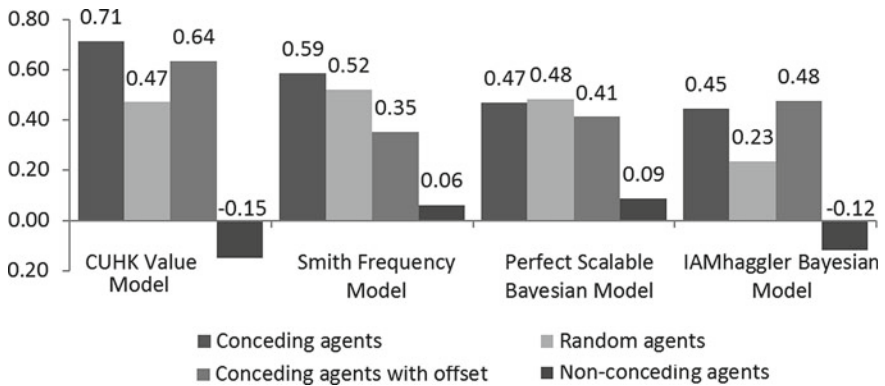 0.80
0.60
0.40
0.20
0.00
0.20
0.71
0.47
0.64
-0.15
0.59
0.52
0.35
0.06
0.47
0.48
0.41
0.09
0.45
0.23
0.48
-0.12
CUHK Value
Model
Smith Frequency
Model
Perfect Scalable
Bayesian Model
IAMhaggler Bayesian
Model
Conceding agents
Random agents
Conceding agents with offset
Non-conceding agents